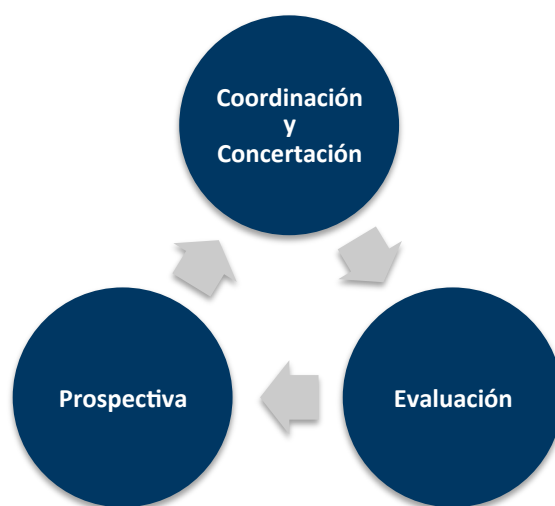 Coordinación
y
Concertación
Prospectiva
Evaluación